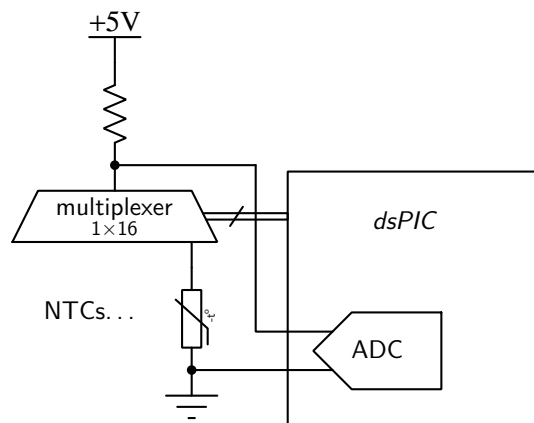 +5V
multiplexer
1×16
dsPIC
NTCs...
-t°
ADC